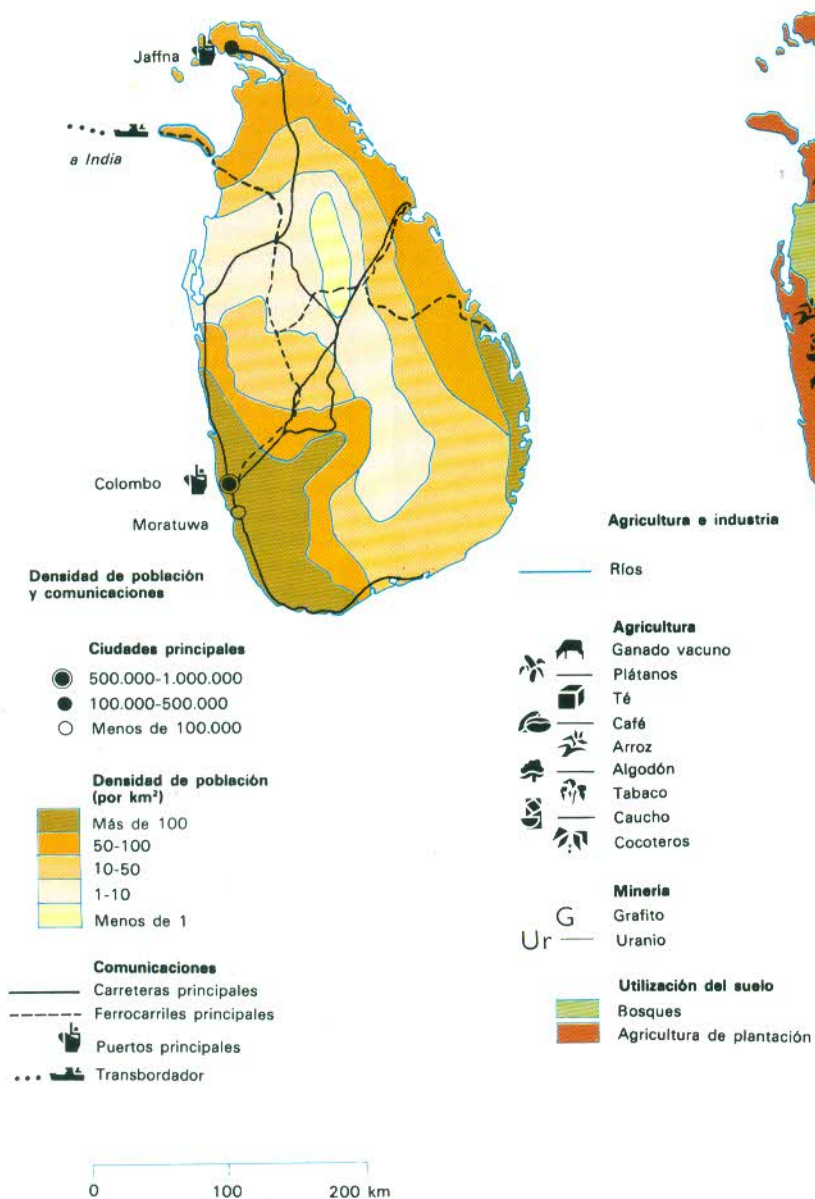 Jaffna
a India
Colombo
Moratuwa
Densidad de población
y comunicaciones
Ciudades principales
500.000-1.000.000
100.000-500.000
Menos de 100.000
Densidad de población
(por km²)
Más de 100
50-100
10-50
1-10
Menos de 1
Comunicaciones
Carreteras principales
Ferrocarriles principales
Puertos principales
Transbordador
0 100 200 km
Agricultura e industria
Ríos
Agricultura
Ganado vacuno
Plátanos
Té
Café
Arroz
Algodón
Tabaco
Caucho
Cocoteros
Minería
G Grafito
Ur Uranio
Utilización del suelo
Bosques
Agricultura de plantación